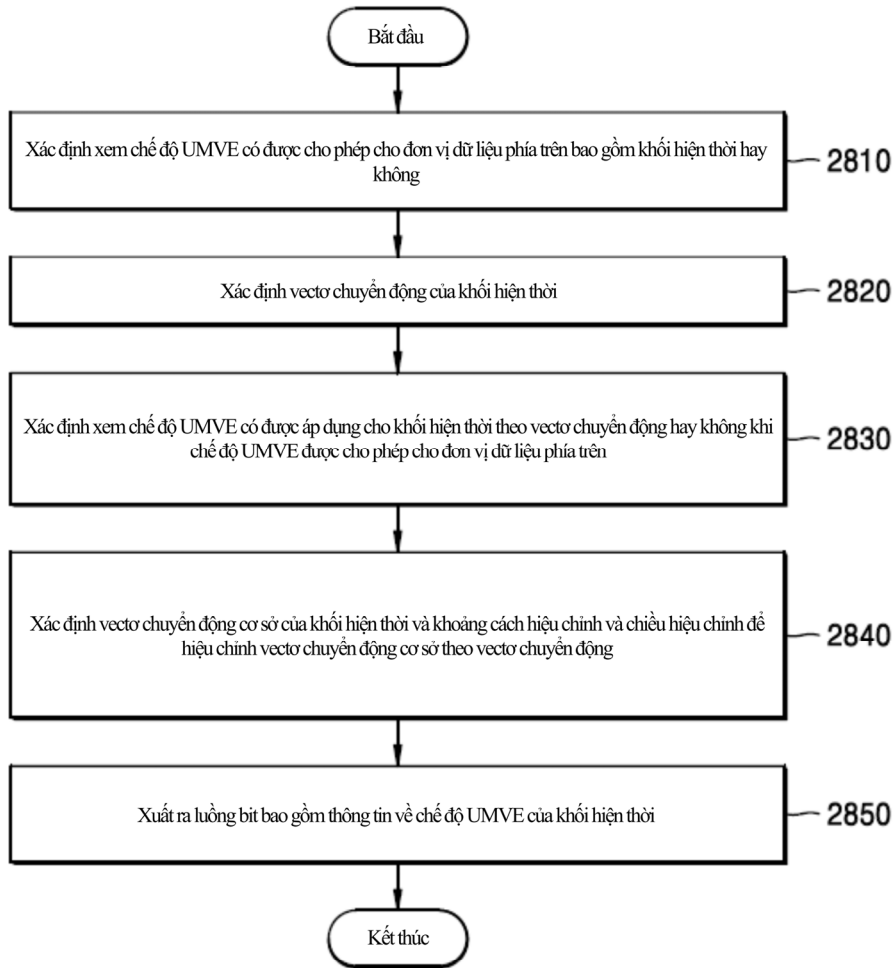 Bắt đầu
Xác định xem chế độ UMVE có được cho phép cho đơn vị dữ liệu phía trên bao gồm khối hiện thời hay
không
2810
Xác định vectơ chuyển động của khối hiện thời
2820
Xác định xem chế độ UMVE có được áp dụng cho khối hiện thời theo vectơ chuyển động hay không khi
chế độ UMVE được cho phép cho đơn vị dữ liệu phía trên
2830
Xác định vectơ chuyển động cơ sở của khối hiện thời và khoảng cách hiệu chỉnh và chiều hiệu chỉnh để
hiệu chỉnh vectơ chuyển động cơ sở theo vectơ chuyển động
2840
Xuất ra luồng bit bao gồm thông tin về chế độ UMVE của khối hiện thời
2850
Kết thúc